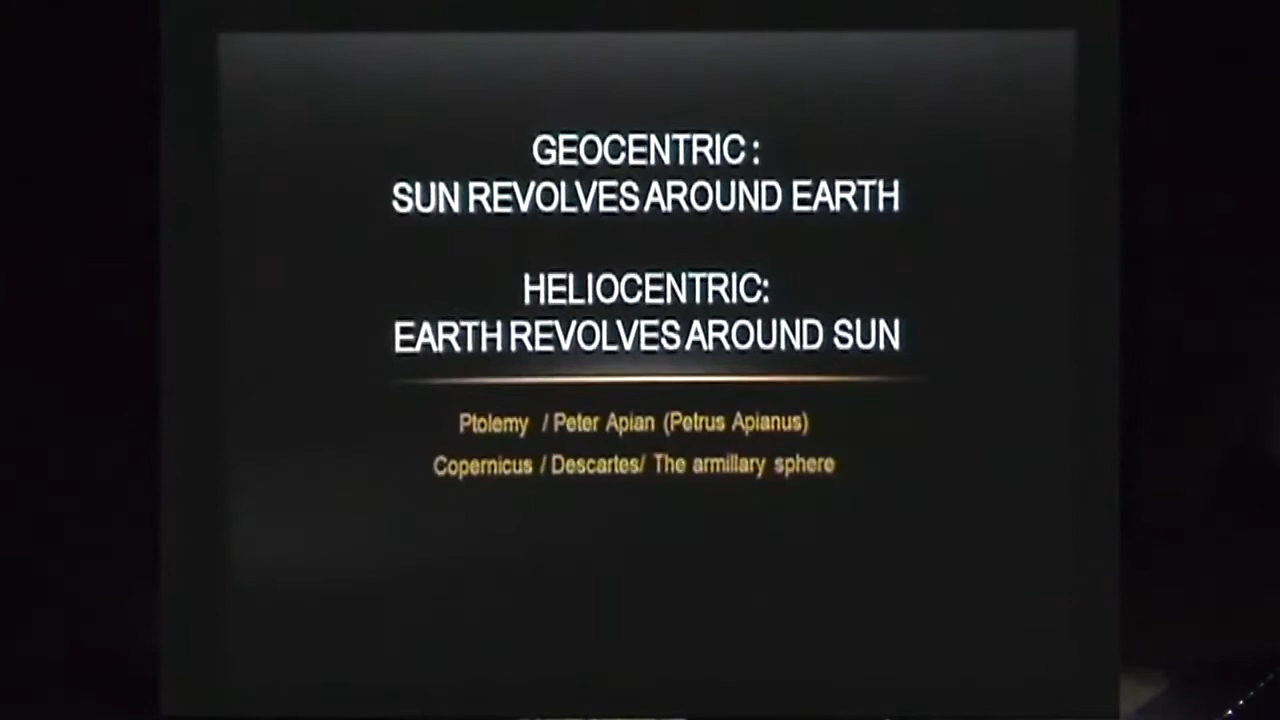 GEOCENTRIC :
SUN REVOLVES AROUND EARTH
HELIOCENTRIC:
EARTH REVOLVES AROUND SUN
Ptolemy / Peter Apian (Petrus Apianus)
Copernicus / Descartes/ The armillary sphere